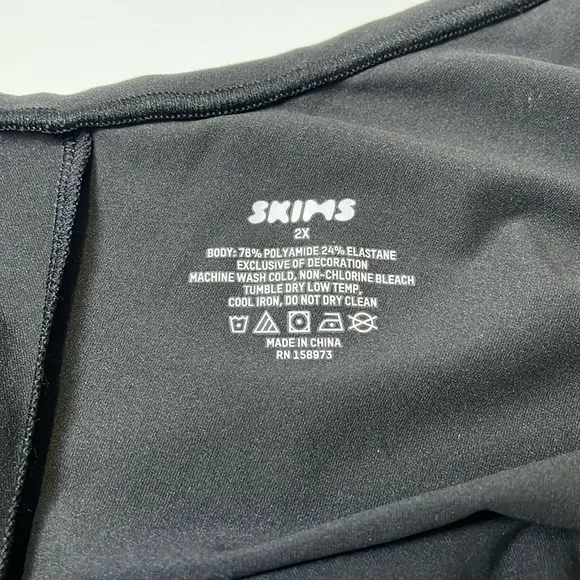 SKIMS
2X
BODY: 76% POLYAMIDE 24% ELASTANE
EXCLUSIVE OF DECORATION
MACHINE WASH COLD, NON-CHLORINE BLEACH
TUMBLE DRY LOW TEMP,
COOL IRON, DO NOT DRY CLEAN
MADE IN CHINA
RN 158973